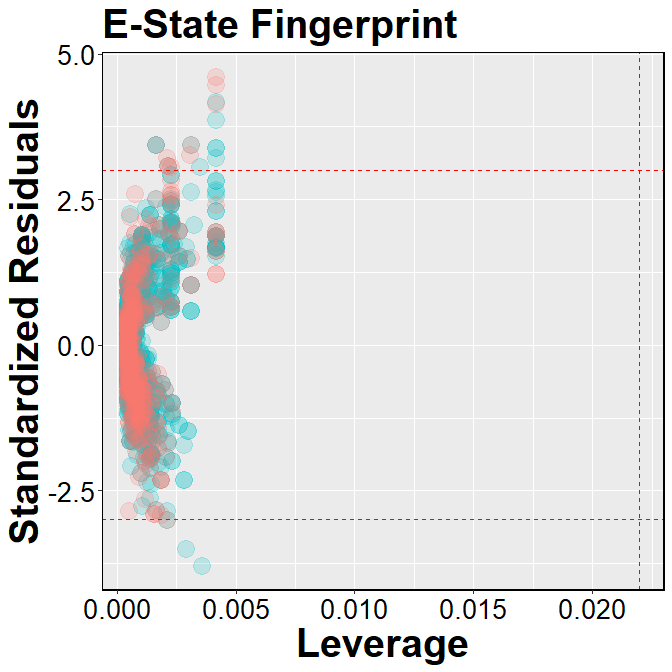 E-State Fingerprint
Standardized Residuals
5.0
2.5
0.0
-2.5
0.000 0.005 0.010 0.015 0.020
Leverage